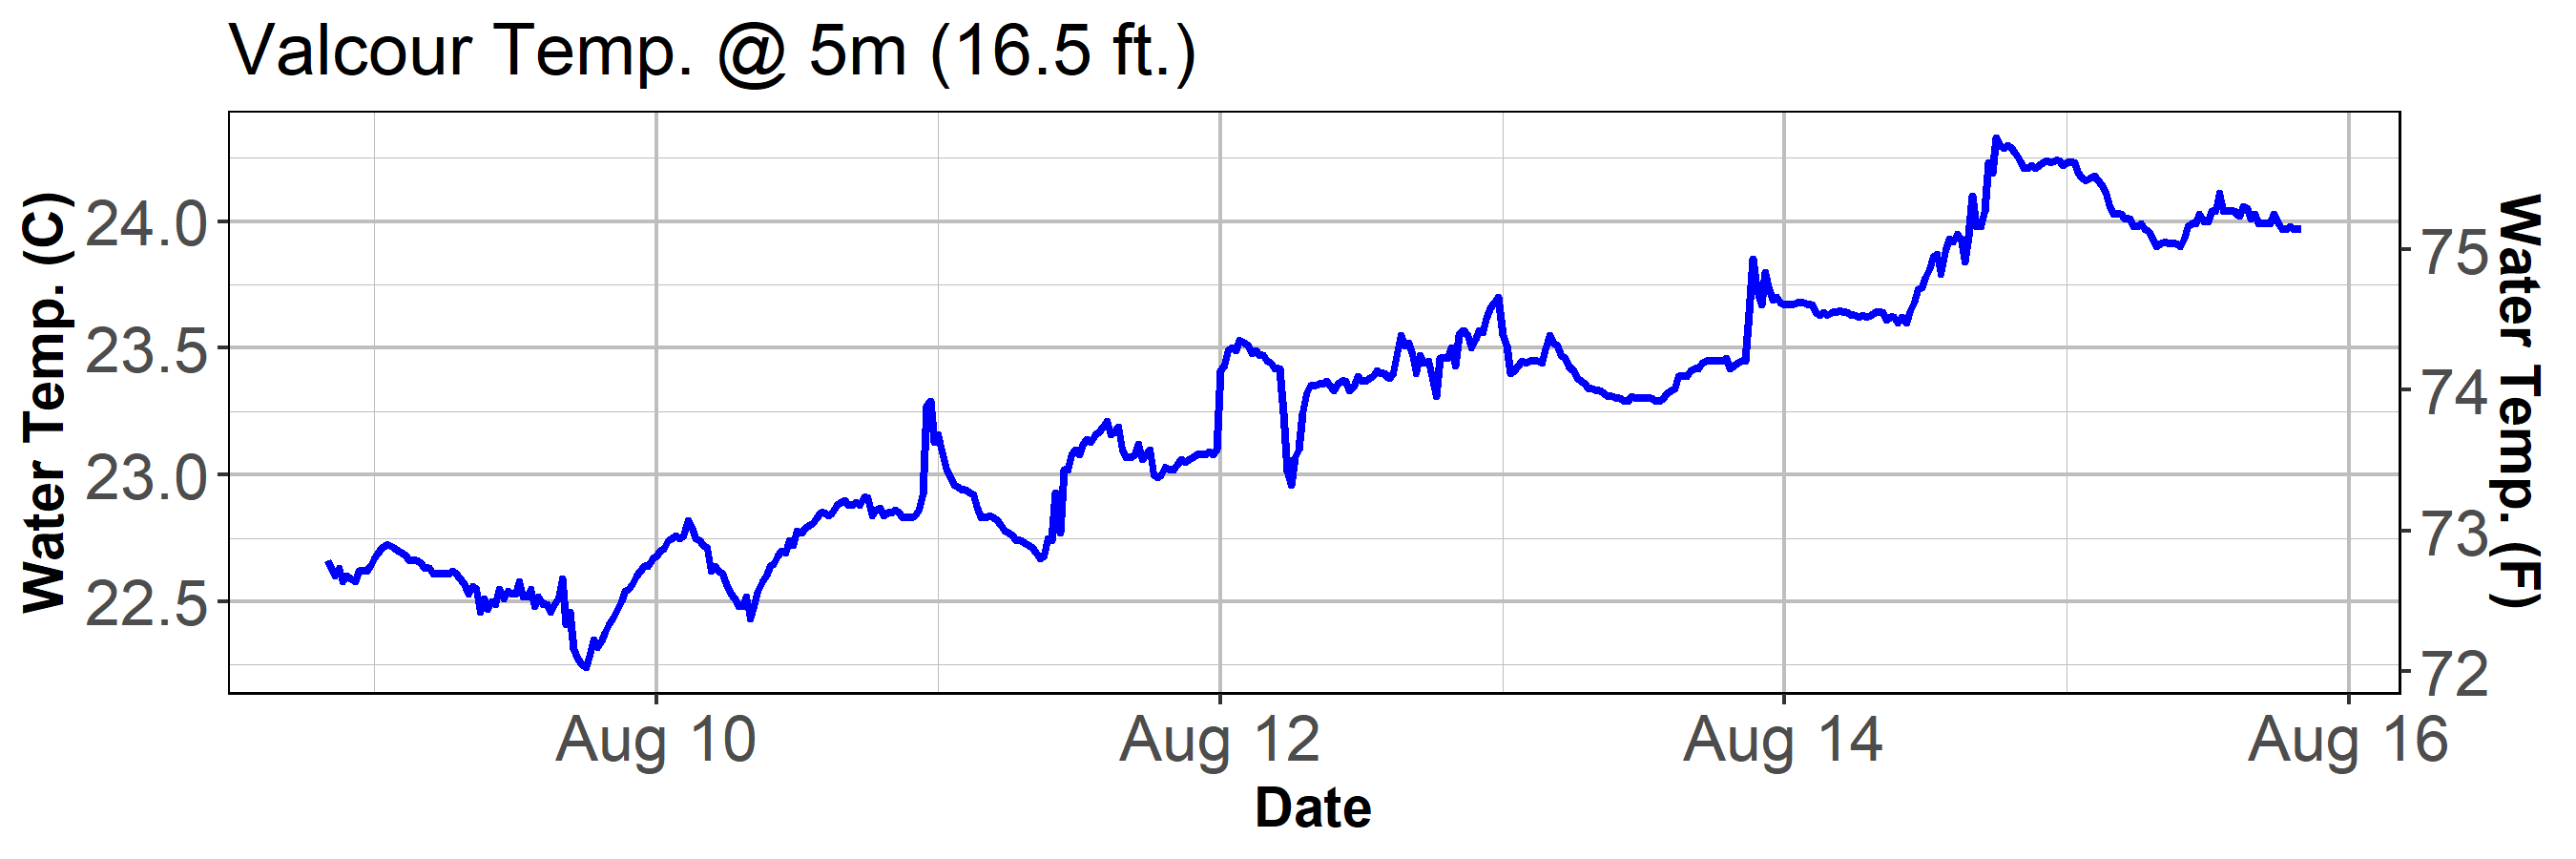 Valcour Temp. @ 5m (16.5 ft.)
Water Temp. (C)
24.0
23.5
23.0
22.5
75
74
73
72
Water Temp. (F)
Aug 10
Aug 12
Aug 14
Aug 16
Date